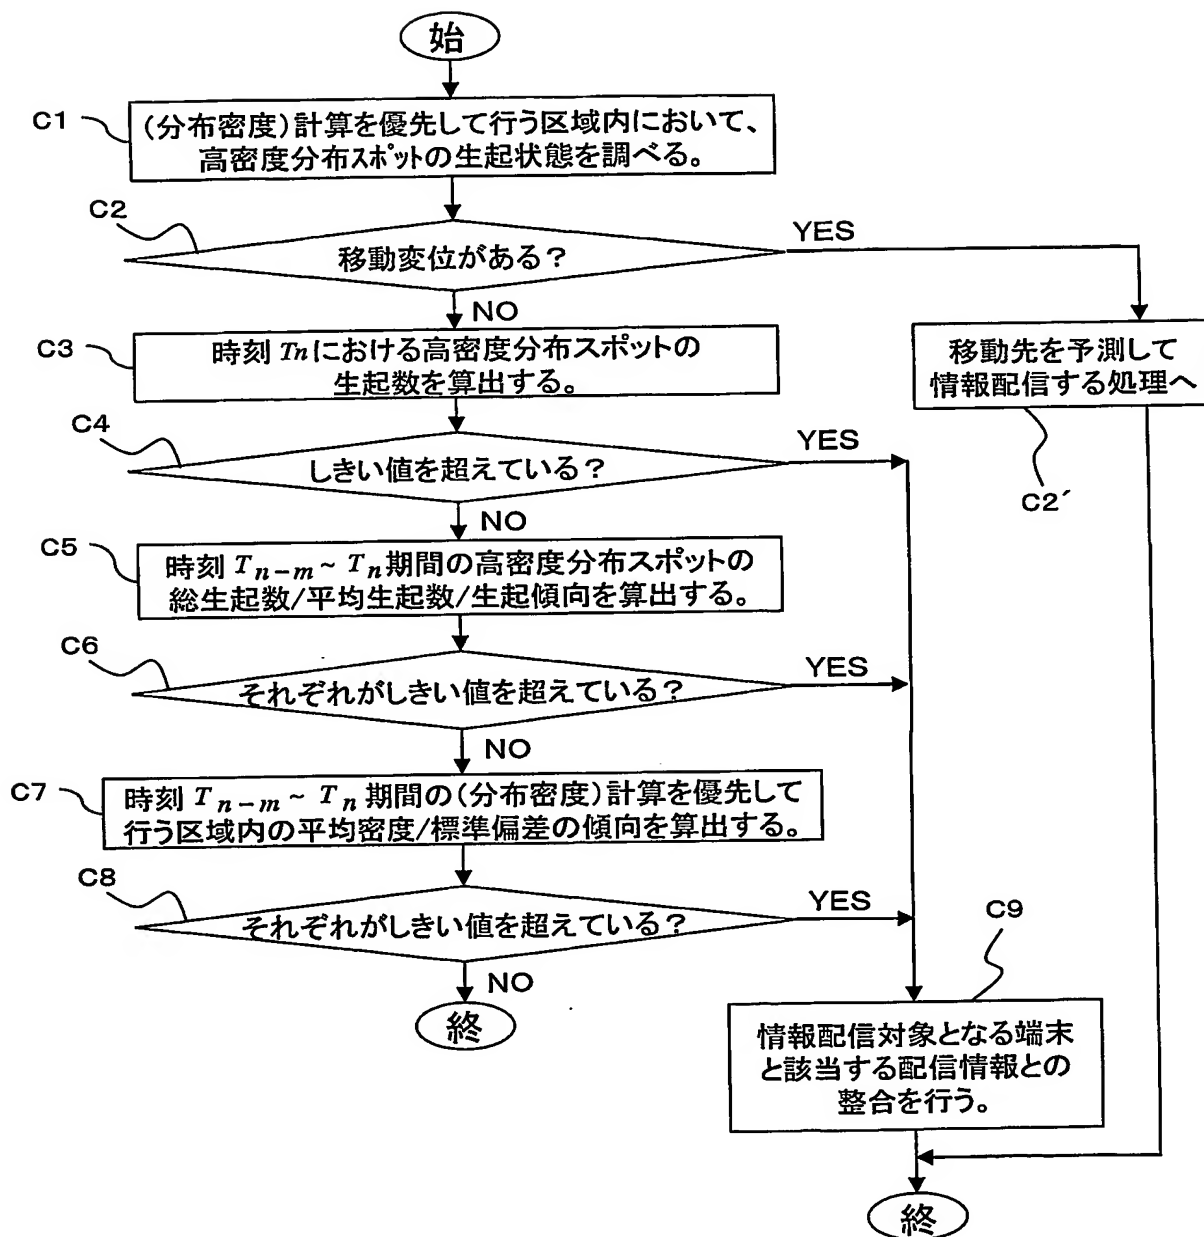 始
C1
(分布密度)計算を優先して行う区域内において、
高密度分布スポットの生起状態を調べる。
C2
移動変位がある?
YES
NO
C3
時刻 Tnにおける高密度分布スポットの
生起数を算出する。
移動先を予測して
情報配信する処理へ
C2´
C4
しきい値を超えている?
YES
NO
C5
時刻 Tn-m ~ Tn 期間の高密度分布スポットの
総生起数/平均生起数/生起傾向を算出する。
C6
それぞれがしきい値を超えている?
YES
NO
C7
時刻 Tn-m ~ Tn 期間の(分布密度)計算を優先して
行う区域内の平均密度/標準偏差の傾向を算出する。
C8
それぞれがしきい値を超えている?
YES
NO
終
C9
情報配信対象となる端末
と該当する配信情報との
整合を行う。
終